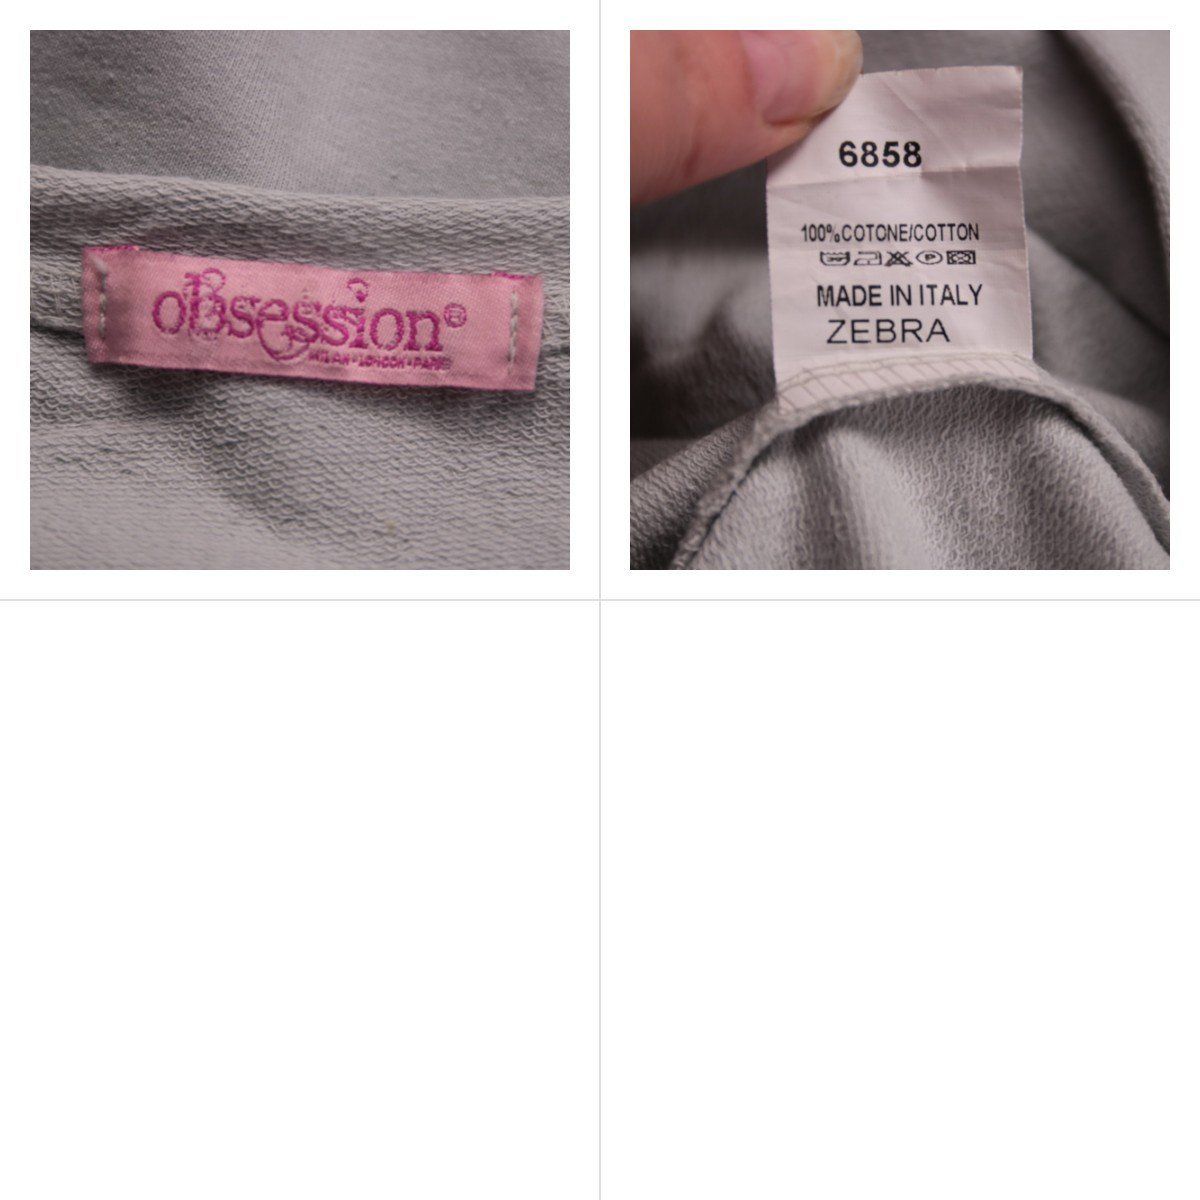 obsession®
MILAN•LONDON•PARIS
6858
100%COTONE/COTTON
MADE IN ITALY
ZEBRA